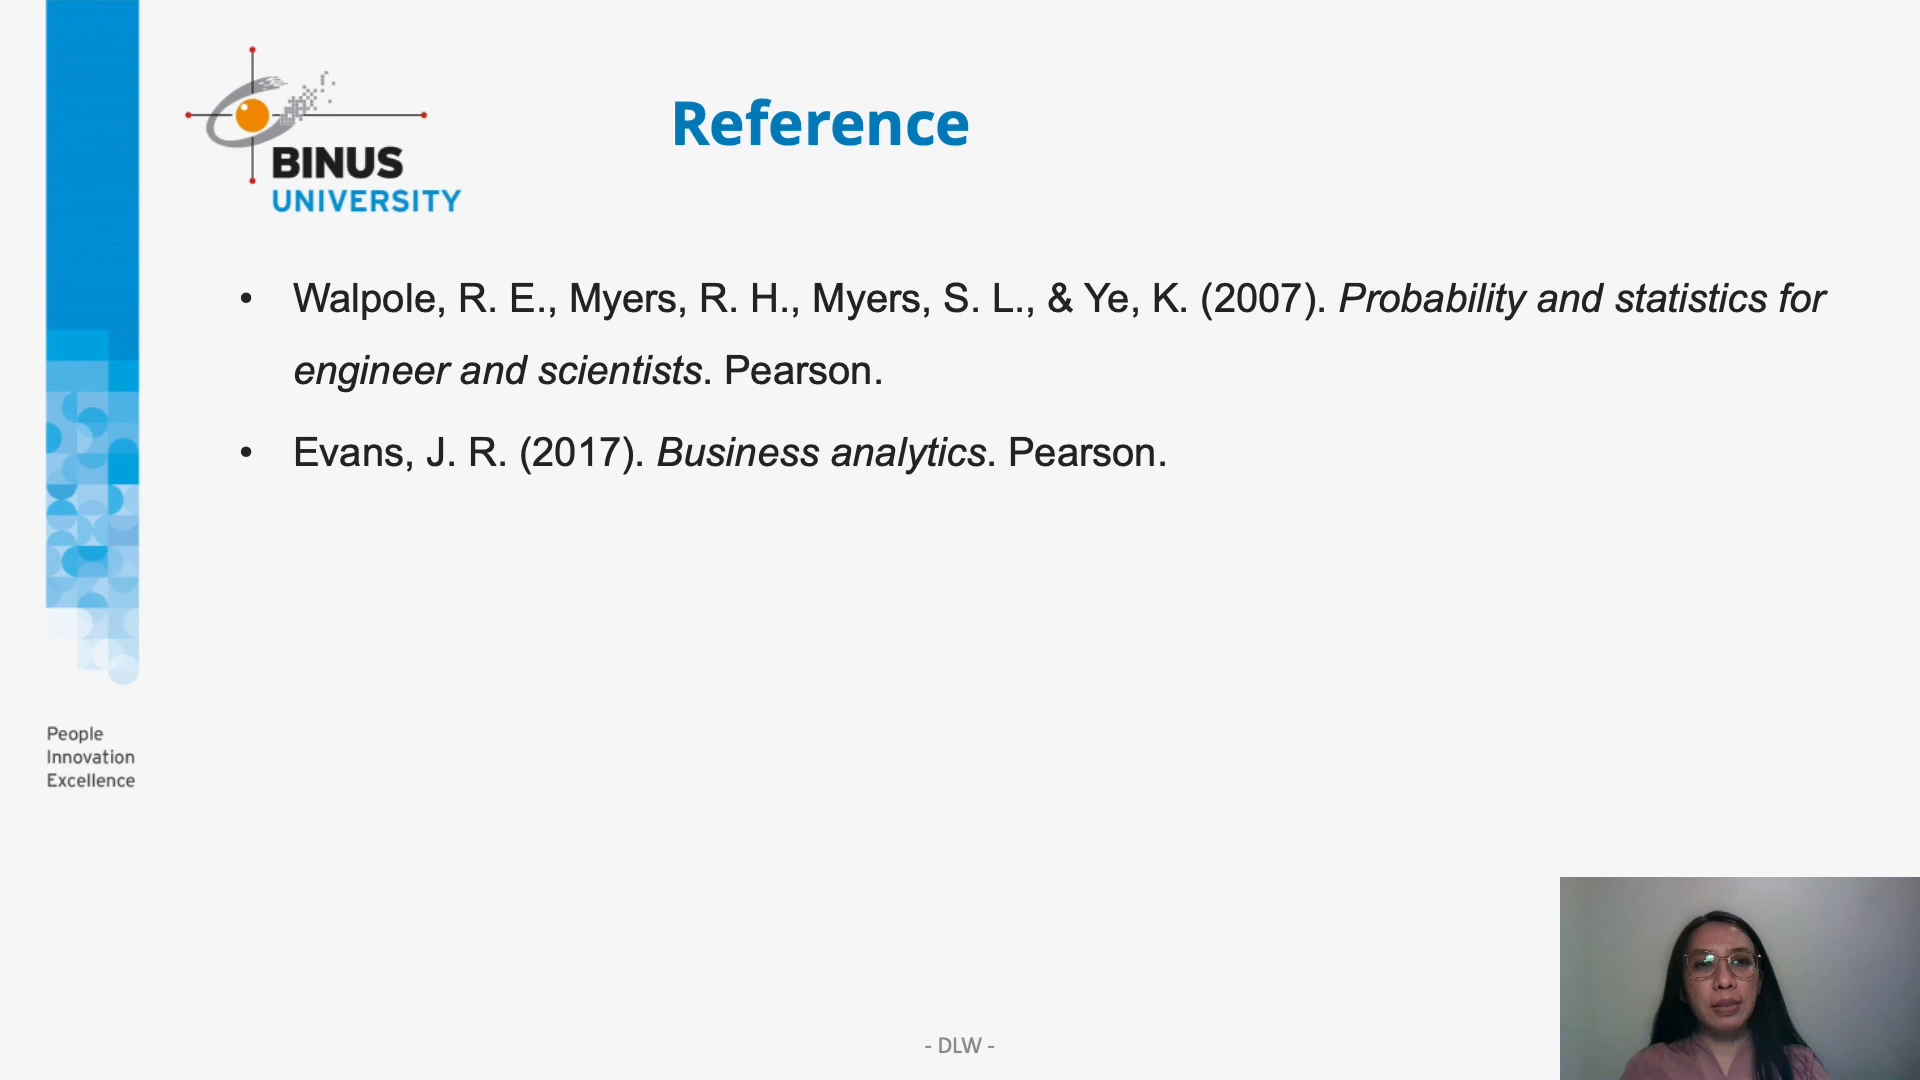 BINUS
UNIVERSITY
Reference
• Walpole, R. E., Myers, R. H., Myers, S. L., & Ye, K. (2007). Probability and statistics for
engineer and scientists. Pearson.
• Evans, J. R. (2017). Business analytics. Pearson.
People
Innovation
Excellence
- DLW -